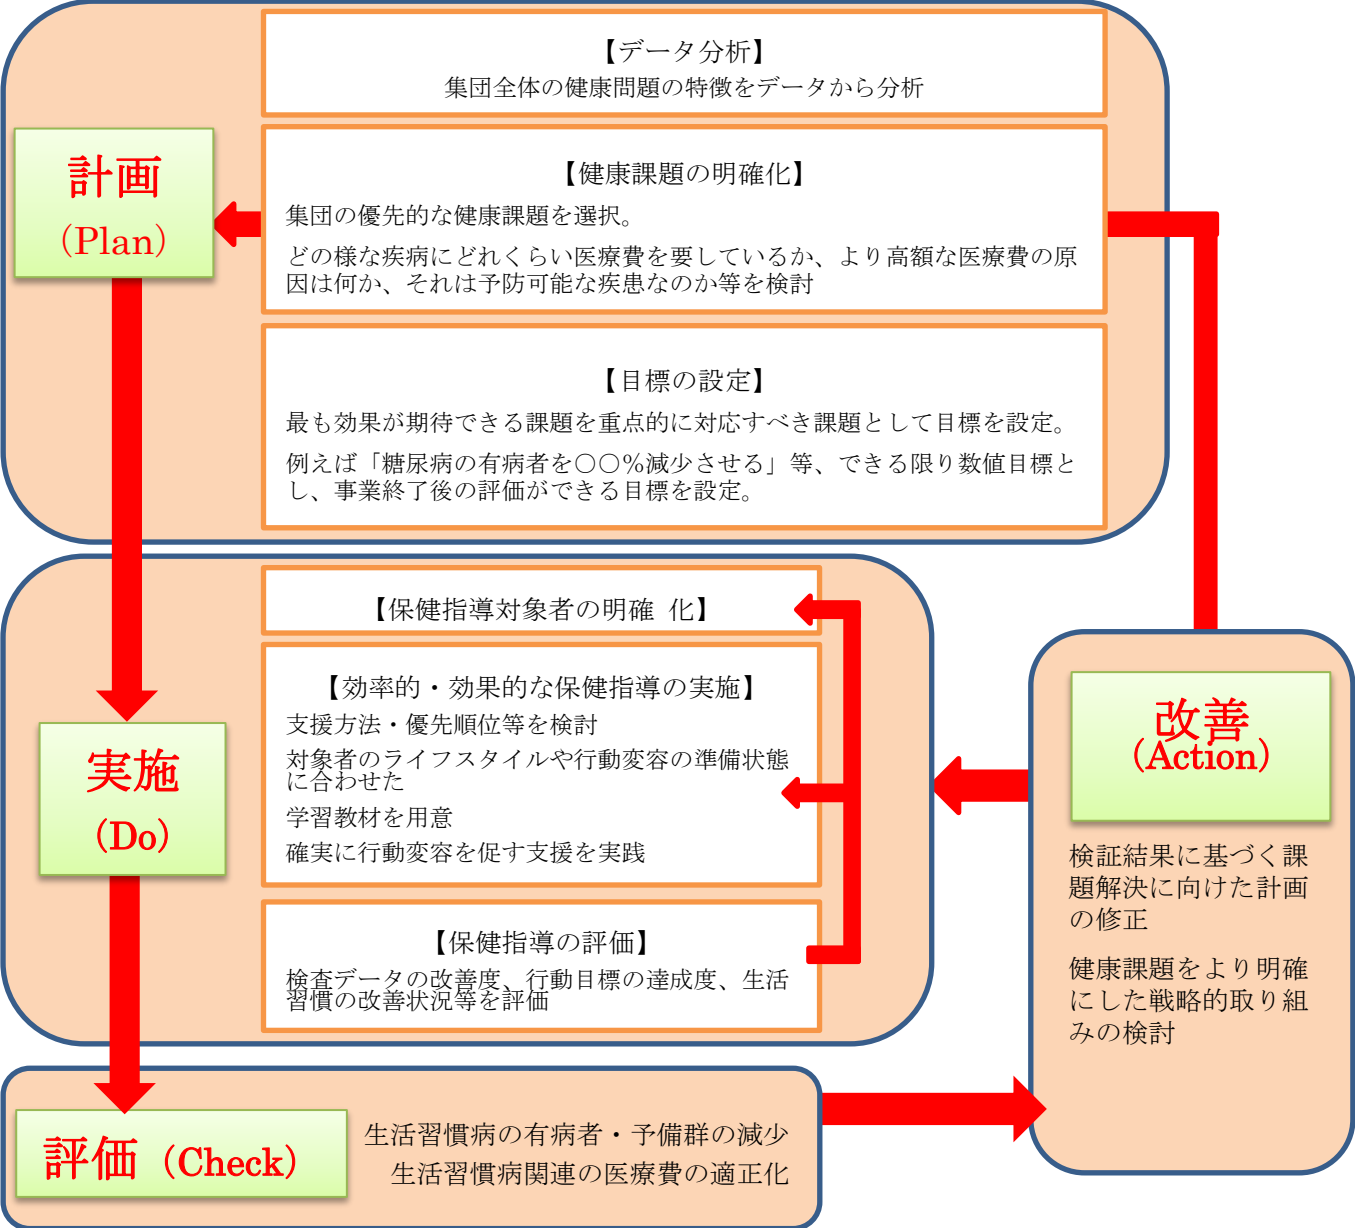 【データ分析】
集団全体の健康問題の特徴をデータから分析
計画
（Plan）
【健康課題の明確化】
集団の優先的な健康課題を選択。
どの様な疾病にどれくらい医療費を要しているか、より高額な医療費の原
因は何か、それは予防可能な疾患なのか等を検討
【目標の設定】
最も効果が期待できる課題を重点的に対応すべき課題として目標を設定。
例えば「糖尿病の有病者を○○％減少させる」等、できる限り数値目標と
し、事業終了後の評価ができる目標を設定。
【保健指導対象者の明確 化】
実施
（Do）
【効率的・効果的な保健指導の実施】
支援方法・優先順位等を検討
対象者のライフスタイルや行動変容の準備状態
に合わせた
学習教材を用意
確実に行動変容を促す支援を実践
【保健指導の評価】
検査データの改善度、行動目標の達成度、生活
習慣の改善状況等を評価
評価（Check）
生活習慣病の有病者・予備群の減少
生活習慣病関連の医療費の適正化
改善
（Action）
検証結果に基づく課
題解決に向けた計画
の修正
健康課題をより明確
にした戦略的取り組
みの検討